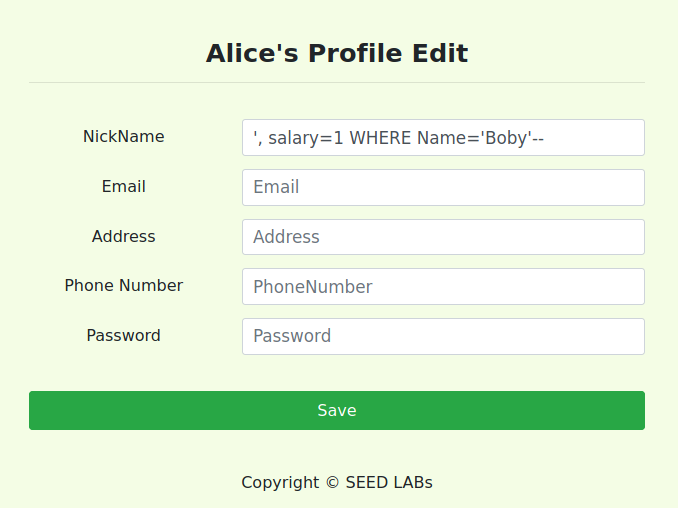 Alice's Profile Edit
NickName
', salary=1 WHERE Name='Boby'--
Email
Email
Address
Address
Phone Number
PhoneNumber
Password
Password
Save
Copyright © SEED LABs